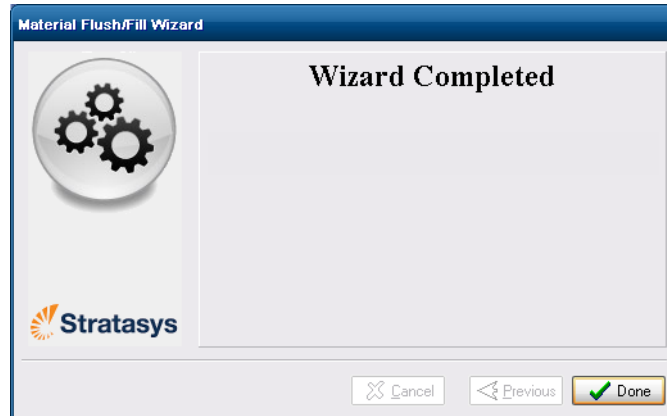 Material Flush/Fill Wizard
Wizard Completed
Stratasys
Cancel
Previous
Done